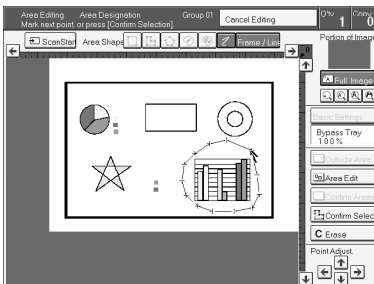 Area Editing Area Designation Group 01
Mark next point, or press [Confirm Selection].
Cancel Editing
1
0
ScanStart Area Shape Frame / Line
Portion of Image
Full Image
Basic Settings
Bypass Tray
100%
Outside Area
Area Edit
Confirm Areas
Confirm Selec
C Erase
Point Adjust.